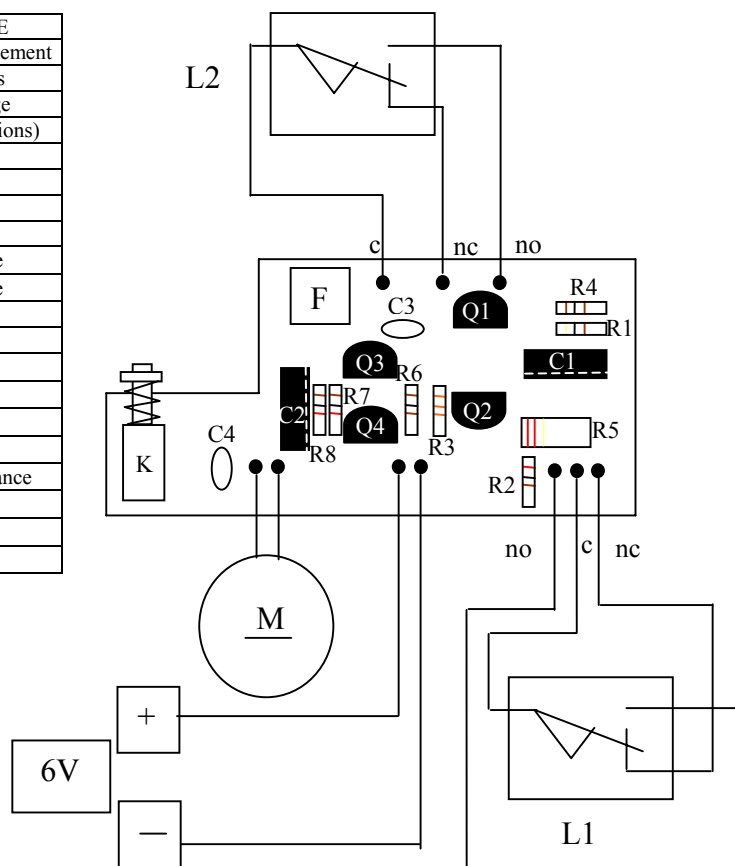 E
ement
s
ge
ions)
e
e
ance
L2
c
nc
no
F
C3
Q1
R4
R1
Q3
R6
C1
R7
C2
Q4
Q2
C4
R8
R3
R5
K
R2
no
c
nc
M
+
6V
—
L1